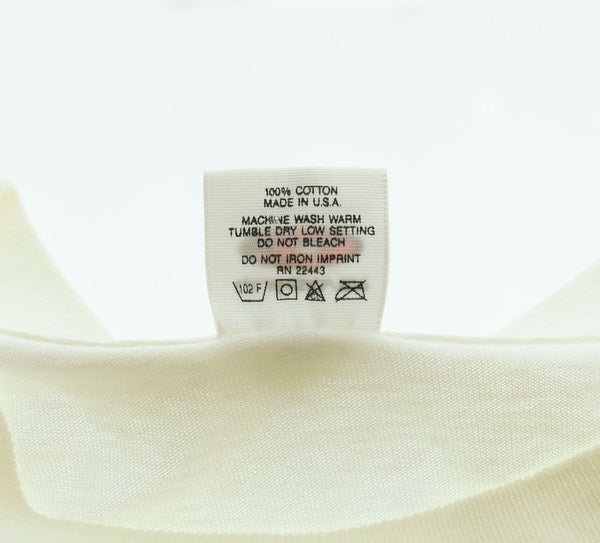 100% COTTON
MADE IN U.S.A.
MACHINE WASH WARM
TUMBLE DRY LOW SETTING
DO NOT BLEACH
DO NOT IRON IMPRINT
RN 22443
102 F